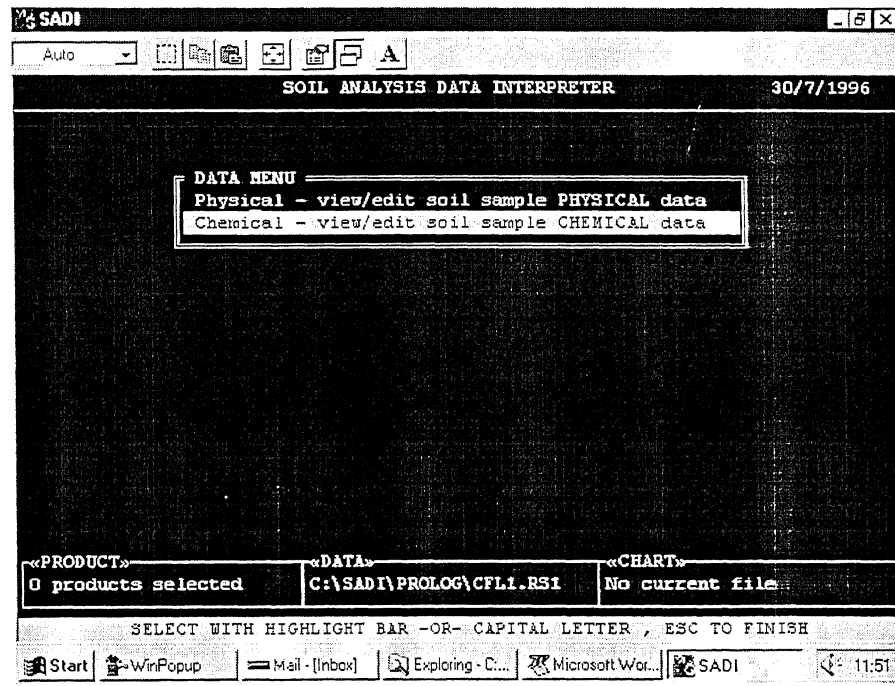 SADI
Auto
A
SOIL ANALYSIS DATA INTERPRETER 30/7/1996
DATA MENU
Physical - view/edit soil sample PHYSICAL data
Chemical - view/edit soil sample CHEMICAL data
«PRODUCT» «DATA» «CHART»
0 products selected C:\SADI\PROLOG\CFL1.RS1 No current file
SELECT WITH HIGHLIGHT BAR -OR- CAPITAL LETTER , ESC TO FINISH
Start WinPopup Mail - [Inbox] Exploring - C:... Microsoft Wor... SADI 11:51